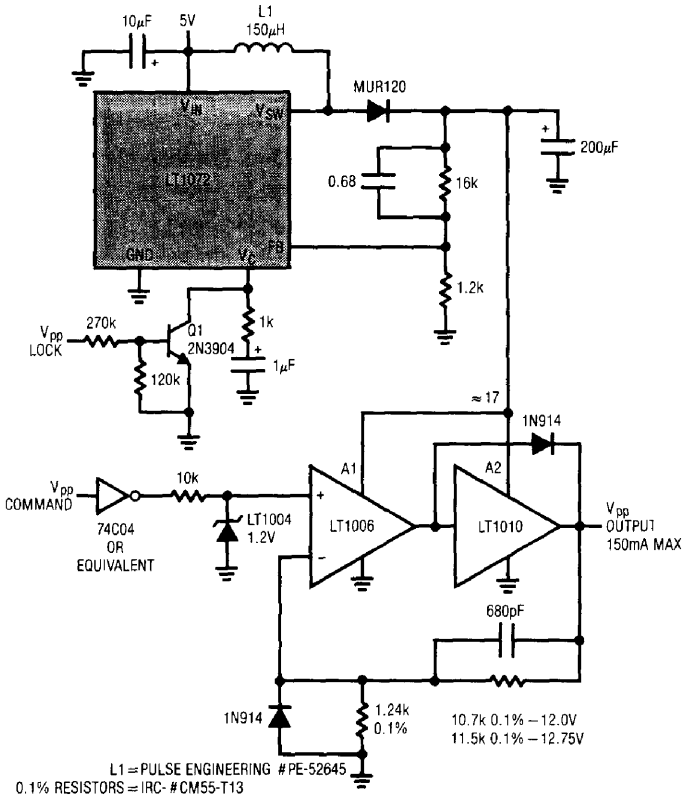 10µF
5V
L1
150µH
MUR120
VIN
VSW
LT1072
200µF
0.68
16k
FB
GND
VC
1.2k
270k
Q1
2N3904
1k
Vpp
LOCK
120k
1µF
≈17
1N914
Vpp
COMMAND
10k
A1
A2
+
LT1006
LT1010
Vpp
OUTPUT
150mA MAX
74C04
OR
EQUIVALENT
LT1004
1.2V
–
680pF
1N914
1.24k
0.1%
10.7k 0.1% – 12.0V
11.5k 0.1% – 12.75V
L1 = PULSE ENGINEERING #PE-52645
0.1% RESISTORS = IRC- #CM55-T13